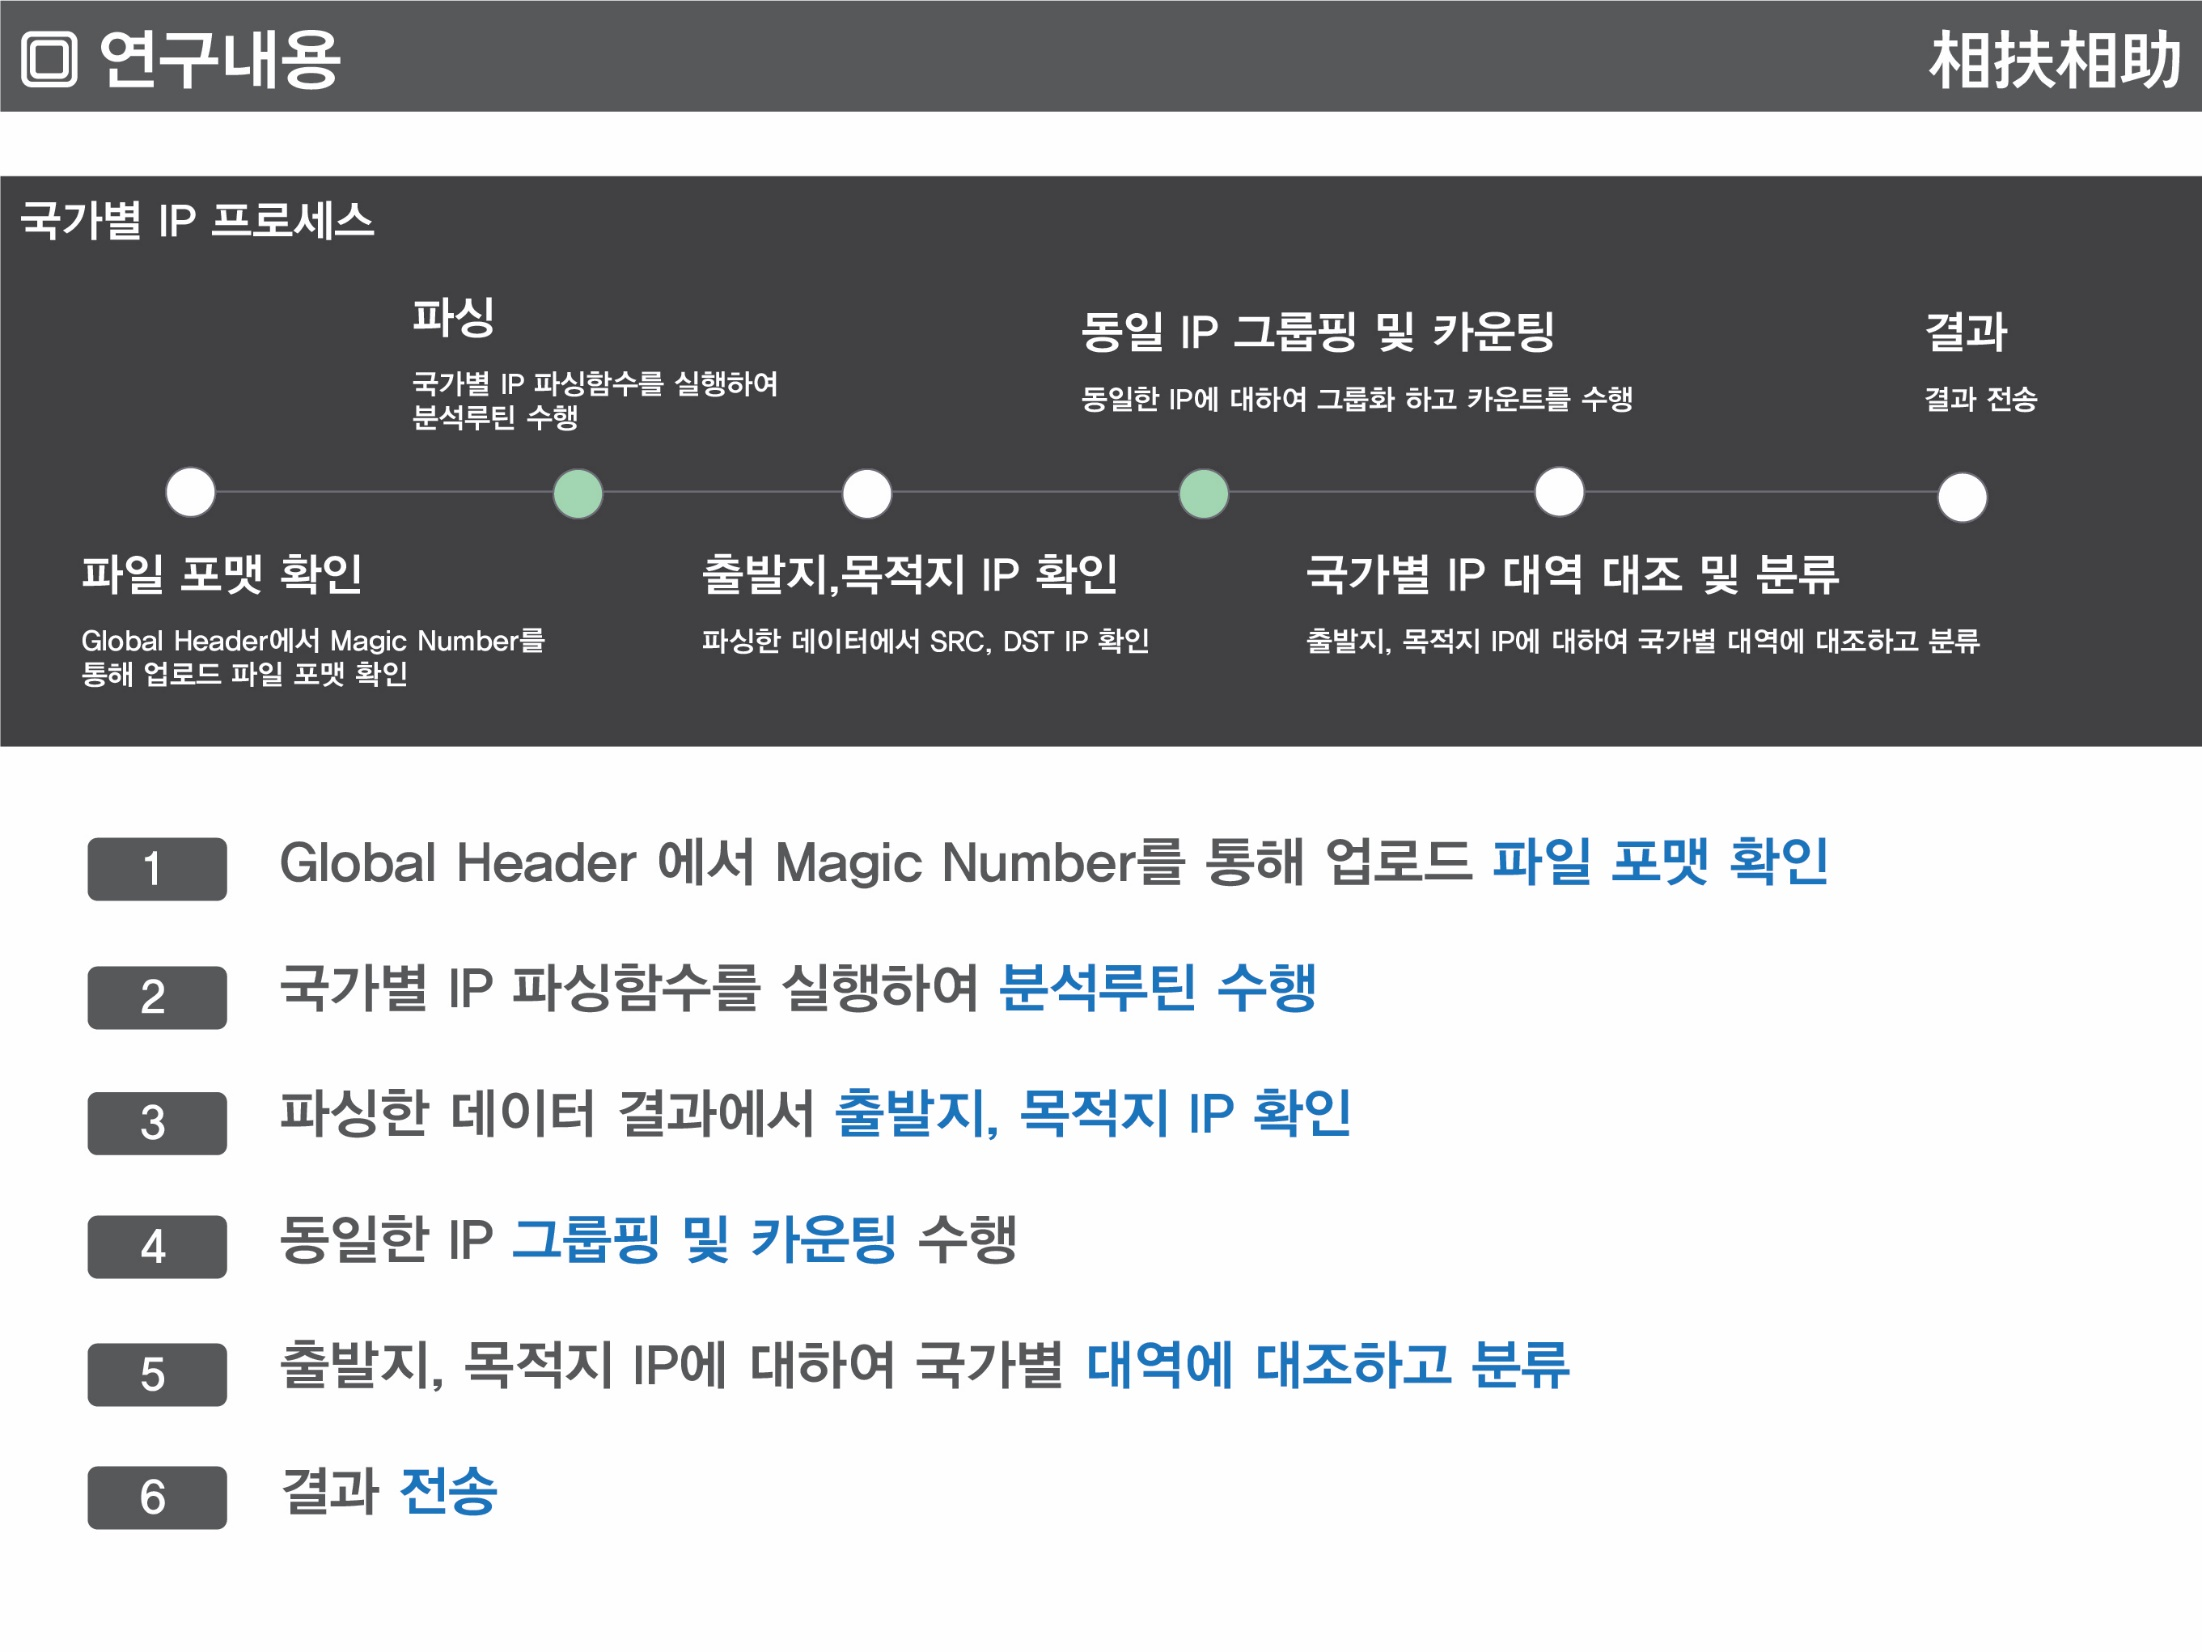 연구내용
相扶相助
국가별 IP 프로세스
파싱
국가별 IP 파싱함수를 실행하여
분석루틴 수행
동일 IP 그룹핑 및 카운팅
동일한 IP에 대하여 그룹화 하고 카운트를 수행
결과
결과 전송
파일 포맷 확인
Global Header에서 Magic Number를
통해 업로드 파일 포맷 확인
출발지,목적지 IP 확인
파싱한 데이터에서 SRC, DST IP 확인
국가별 IP 대역 대조 및 분류
출발지, 목적지 IP에 대하여 국가별 대역에 대조하고 분류
1 Global Header 에서 Magic Number를 통해 업로드 파일 포맷 확인
2 국가별 IP 파싱함수를 실행하여 분석루틴 수행
3 파싱한 데이터 결과에서 출발지, 목적지 IP 확인
4 동일한 IP 그룹핑 및 카운팅 수행
5 출발지, 목적지 IP에 대하여 국가별 대역에 대조하고 분류
6 결과 전송